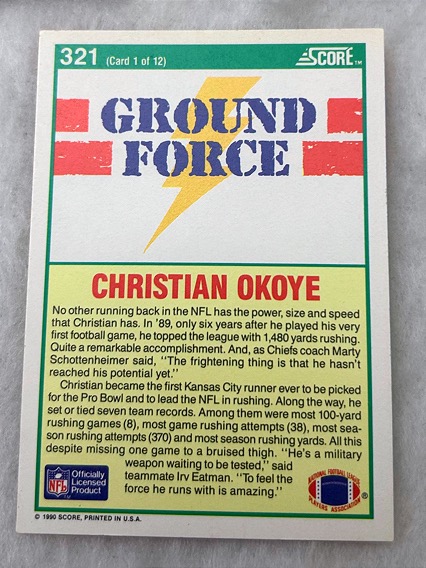 321 (Card 1 of 12) SCORE™
GROUND
FORCE
CHRISTIAN OKOYE
No other running back in the NFL has the power, size and speed
that Christian has. In '89, only six years after he played his very
first football game, he topped the league with 1,480 yards rushing.
Quite a remarkable accomplishment. And, as Chiefs coach Marty
Schottenheimer said, "The frightening thing is that he hasn't
reached his potential yet."
Christian became the first Kansas City runner ever to be picked
for the Pro Bowl and to lead the NFL in rushing. Along the way, he
set or tied seven team records. Among them were most 100-yard
rushing games (8), most game rushing attempts (38), most sea-
son rushing attempts (370) and most season rushing yards. All this
despite missing one game to a bruised thigh. "He's a military
weapon waiting to be tested," said
teammate Irv Eatman. "To feel the
force he runs with is amazing."
NFL
Officially
Licensed
Product
NATIONAL FOOTBALL LEAGUE
PLAYERS ASSOCIATION
®
© 1990 SCORE, PRINTED IN U.S.A.